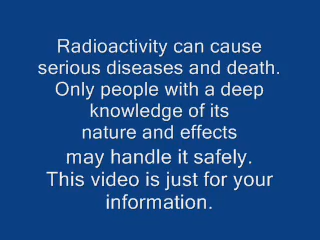 Radioactivity can cause
serious diseases and death.
Only people with a deep
knowledge of its
nature and effects
may handle it safely.
This video is just for your
information.